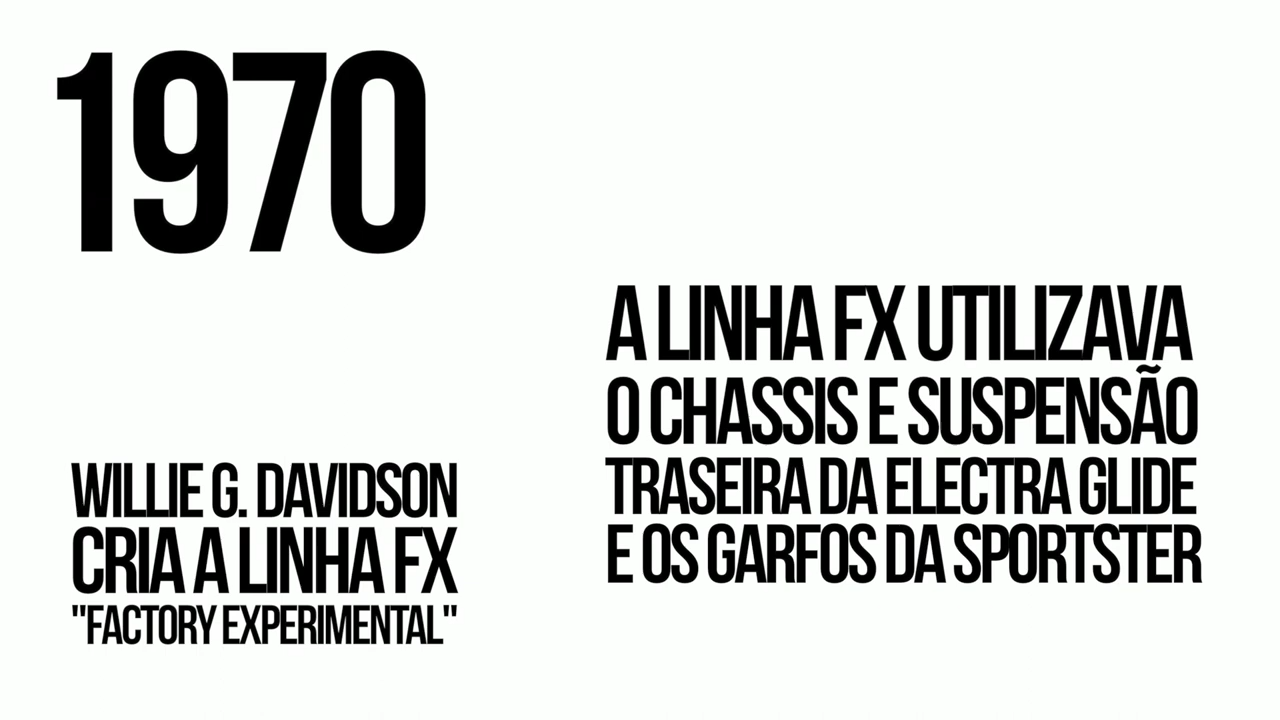 1970
WILLIE G. DAVIDSON
CRIA A LINHA FX
"FACTORY EXPERIMENTAL"
A LINHA FX UTILIZAVA
O CHASSIS E SUSPENSÃO
TRASEIRA DA ELECTRA GLIDE
E OS GARFOS DA SPORTSTER